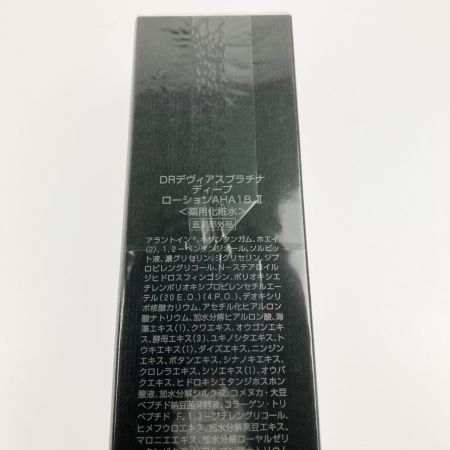 DRデヴィアスプラチナ
ディープ
ローションAHA18 Ⅱ
<薬用化粧水>
医薬部外品
アラントイン*、キサンタンガム、ホエイ
(2)、1,2-ペンタンジオール、ソルビッ
ト液、濃グリセリン、ジグリセリン、ジプ
ロピレングリコール、N-ステアロイル
ジヒドロスフィンゴシン、ポリオキシエ
チレンポリオキシプロピレンセチルエー
テル(20E.O.)(4P.O.)、デオキシリ
ボ核酸カリウム、アセチル化ヒアルロン
酸ナトリウム、加水分解ヒアルロン酸、海
藻エキス(1)、クワエキス、オウゴンエキ
ス、酵母エキス(3)、ユキノシタエキス、ト
ウキエキス(1)、ダイズエキス、ニンジン
エキス、ボタンエキス、シナノキエキス、
クロレラエキス、シソエキス(1)、オウバ
クエキス、ヒドロキシエタンジホスホン
酸液、加水分解シルク液、コメヌカ・大豆
ペプチド納豆菌発酵液、コラーゲン・トリ
ペプチド F、1,3-ブチレングリコール、
ヒメフウロエキス、加水分解黒豆エキス、
マロニエエキス、加水分解ローヤルゼリ